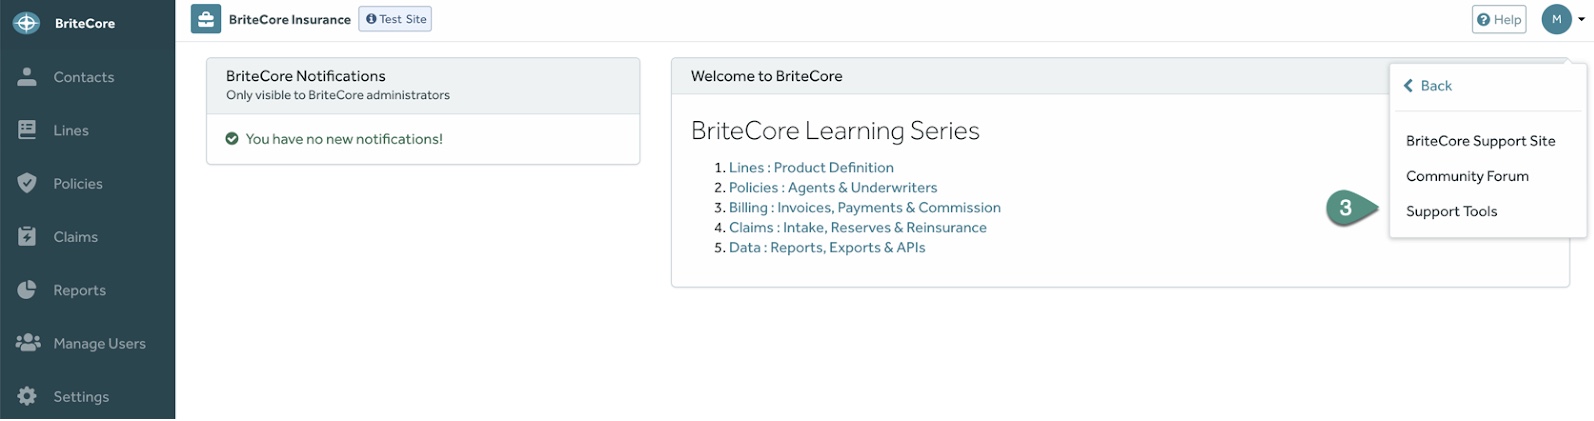 BriteCore
BriteCore Insurance
Test Site
Help
M
Contacts
Lines
Policies
Claims
Reports
Manage Users
Settings
BriteCore Notifications
Only visible to BriteCore administrators
You have no new notifications!
Welcome to BriteCore
BriteCore Learning Series
1. Lines : Product Definition
2. Policies : Agents & Underwriters
3. Billing : Invoices, Payments & Commission
4. Claims : Intake, Reserves & Reinsurance
5. Data : Reports, Exports & APIs
Back
BriteCore Support Site
Community Forum
3
Support Tools